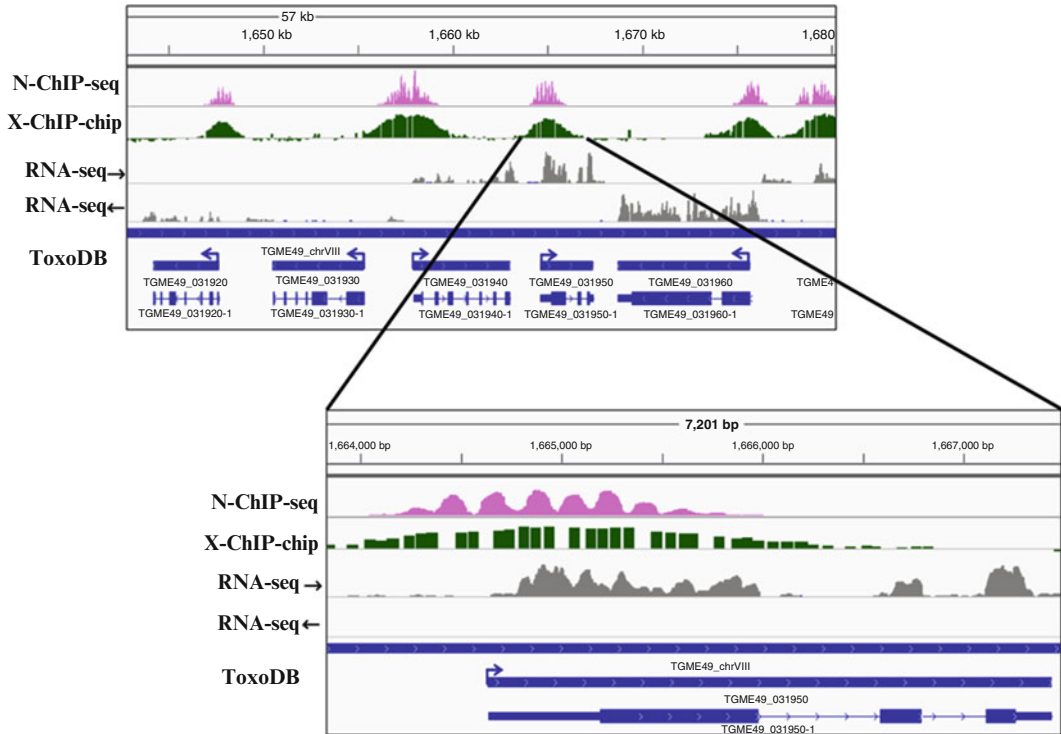 57 kb
1,650 kb 1,660 kb 1,670 kb 1,680
N-ChIP-seq
X-ChIP-chip
RNA-seq→
RNA-seq←
ToxoDB
TGME49_chrVIII
TGME49_031920 TGME49_031930 TGME49_031940 TGME49_031950 TGME49_031960 TGME4
TGME49_031920-1 TGME49_031930-1 TGME49_031940-1 TGME49_031950-1 TGME49_031960-1 TGME49
7,201 bp
1,664,000 bp 1,665,000 bp 1,666,000 bp 1,667,000 bp
N-ChIP-seq
X-ChIP-chip
RNA-seq →
RNA-seq ←
ToxoDB
TGME49_chrVIII
TGME49_031950
TGME49_031950-1